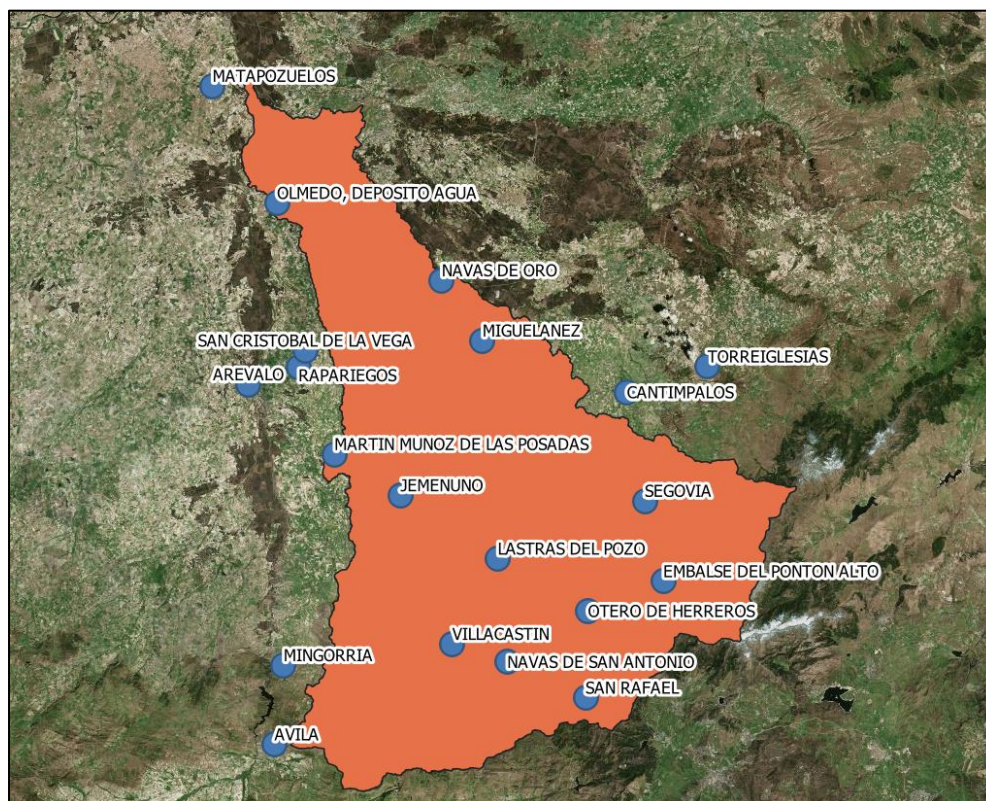 MATAPOZUELOS
OLMEDO, DEPOSITO AGUA
NAVAS DE ORO
MIGUELANEZ
SAN CRISTOBAL DE LA VEGA
TORREIGLESIAS
AREVALO
RAPARIEGOS
CANTIMPALOS
MARTIN MUNOZ DE LAS POSADAS
JEMENUNO
SEGOVIA
LASTRAS DEL POZO
EMBALSE DEL PONTON ALTO
OTERO DE HERREROS
VILLACASTIN
MINGORRIA
NAVAS DE SAN ANTONIO
SAN RAFAEL
AVILA